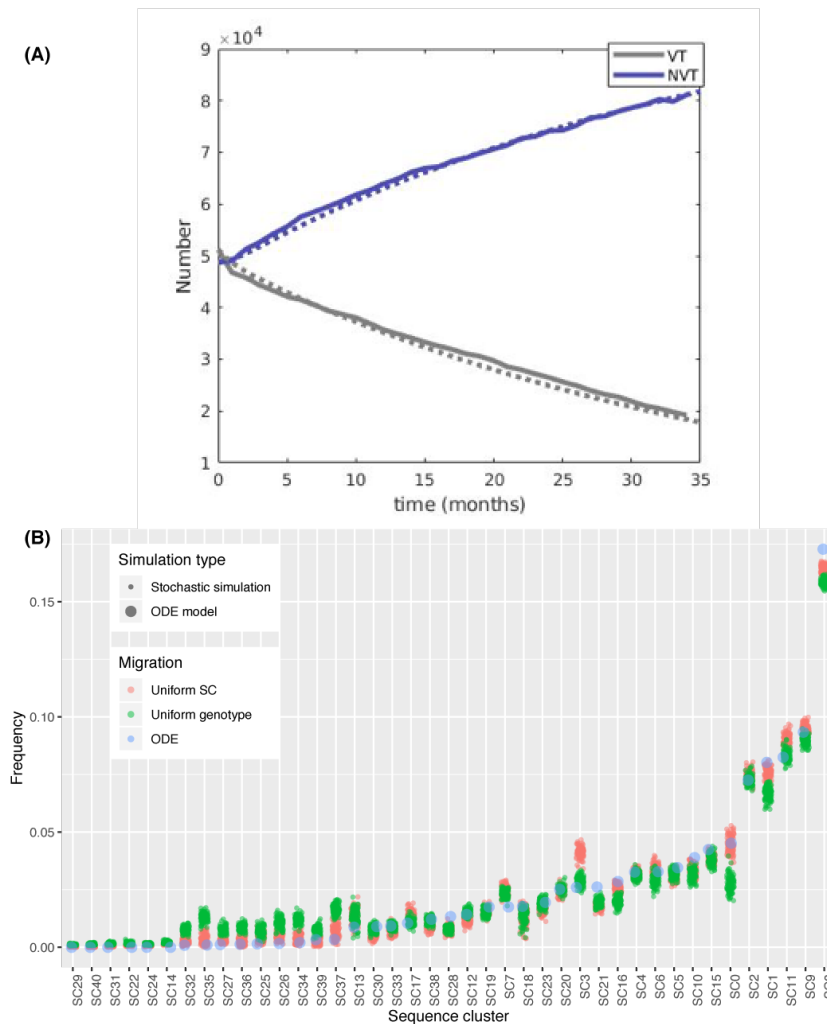 (A)
×10⁴
9
8
7
6
5
4
3
2
1
Number
VT
NVT
0 5 10 15 20 25 30 35
time (months)
(B)
Simulation type
Stochastic simulation
ODE model
Migration
Uniform SC
Uniform genotype
ODE
0.15
0.10
0.05
0.00
Frequency
SC29 SC40 SC31 SC22 SC24 SC14 SC32 SC35 SC27 SC36 SC25 SC26 SC34 SC39 SC37 SC13 SC30 SC33 SC17 SC38 SC28 SC12 SC19 SC7 SC18 SC23 SC20 SC3 SC21 SC16 SC4 SC6 SC5 SC10 SC15 SC0 SC2 SC1 SC11 SC9
Sequence cluster